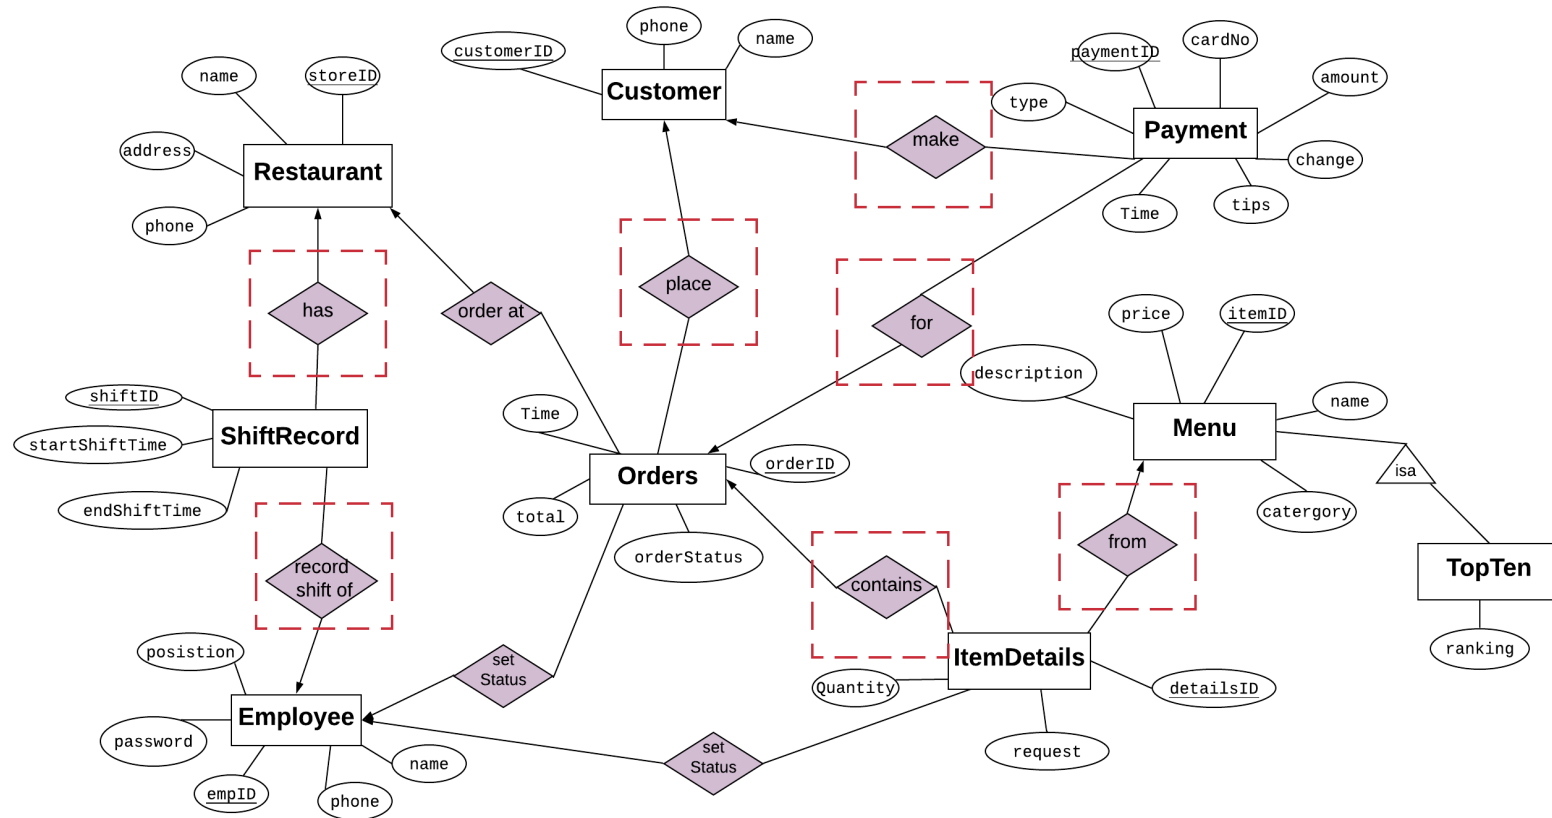 phone
customerID
name
Customer
paymentID
cardNo
amount
type
Payment
change
Time
tips
make
name
storeID
address
Restaurant
phone
has
order at
place
for
price
itemID
description
name
Menu
catergory
isa
TopTen
ranking
shiftID
startShiftTime
ShiftRecord
endShiftTime
Time
Orders
orderID
total
orderStatus
contains
from
record
shift of
set
Status
ItemDetails
Quantity
detailsID
request
posistion
Employee
password
name
empID
phone
set
Status